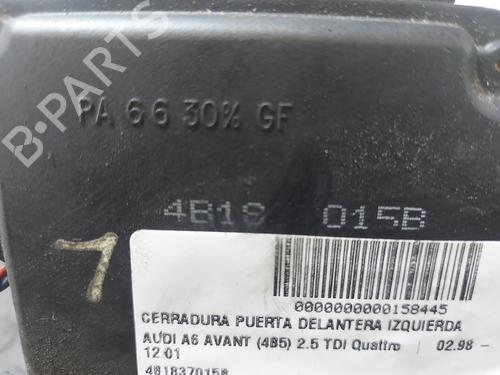 B-PARTS
PA 66 30% GF
4B18 015B
7
0000000000158445
CERRADURA PUERTA DELANTERA IZQUIERDA
AUDI A6 AVANT (4B5) 2.5 TDI Quattro | 02.98 -
12.01
4B1837015B